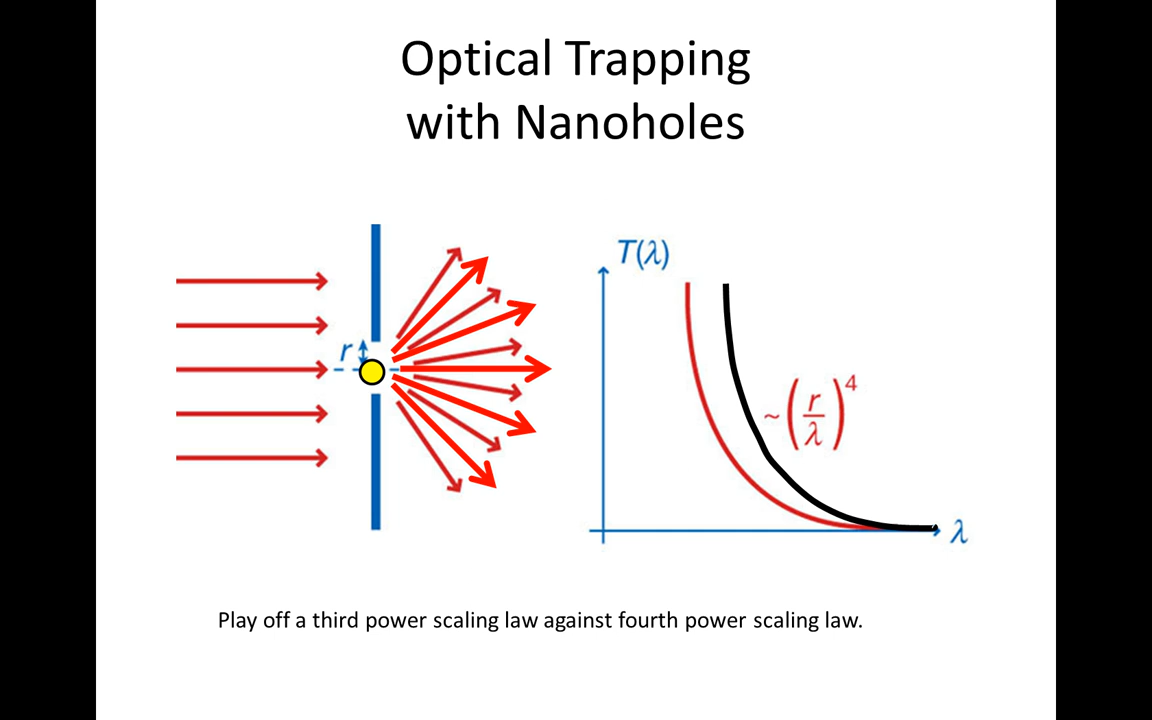 Optical Trapping
with Nanoholes
T(λ)
r
~(r/λ)⁴
λ
Play off a third power scaling law against fourth power scaling law.